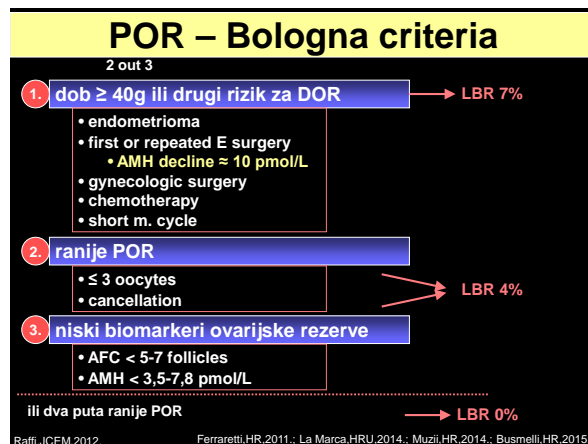 POR – Bologna criteria
2 out 3
1. dob ≥ 40g ili drugi rizik za DOR
LBR 7%
• endometrioma
• first or repeated E surgery
• AMH decline ≈ 10 pmol/L
• gynecologic surgery
• chemotherapy
• short m. cycle
2. ranije POR
• ≤ 3 oocytes
• cancellation
LBR 4%
3. niski biomarkeri ovarijske rezerve
• AFC < 5-7 follicles
• AMH < 3,5-7,8 pmol/L
ili dva puta ranije POR
LBR 0%
Raffi,JCEM,2012.
Ferraretti,HR,2011.; La Marca,HRU,2014.; Muzii,HR,2014.; Busmelli,HR,2015